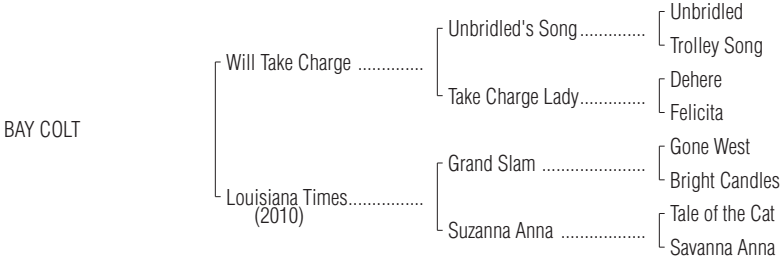 Unbridled
Unbridled's Song..............
Trolley Song
Will Take Charge ..............
Dehere
Take Charge Lady..............
Felicita
BAY COLT
Gone West
Grand Slam ......................
Bright Candles
Louisiana Times................
(2010)
Tale of the Cat
Suzanna Anna ..................
Savanna Anna